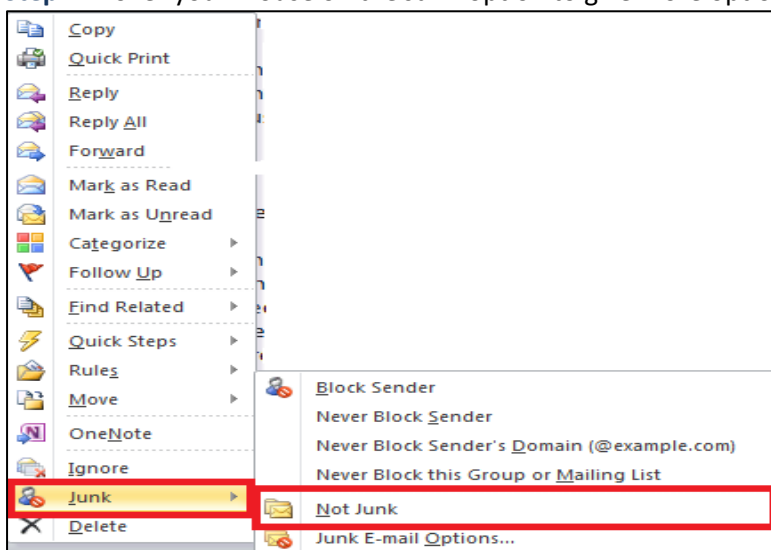 Copy
Quick Print
Reply
Reply All
Forward
Mark as Read
Mark as Unread
Categorize
Follow Up
Find Related
Quick Steps
Rules
Move
OneNote
Ignore
Junk
Delete
Block Sender
Never Block Sender
Never Block Sender's Domain (@example.com)
Never Block this Group or Mailing List
Not Junk
Junk E-mail Options...